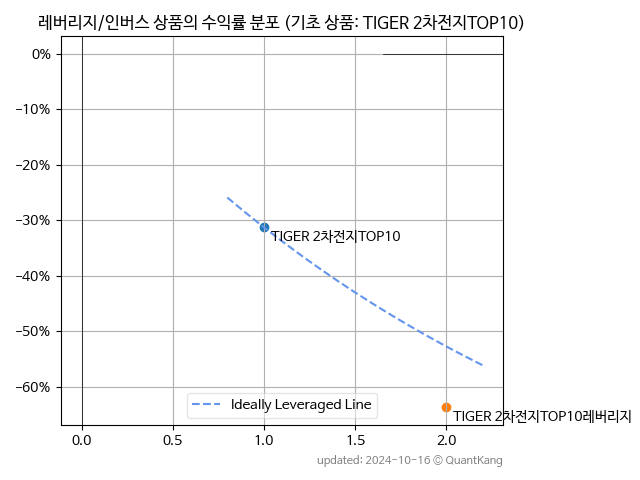 레버리지/인버스 상품의 수익률 분포 (기초 상품: TIGER 2차전지TOP10)
0%
−10%
−20%
−30%
TIGER 2차전지TOP10
−40%
−50%
−60%
Ideally Leveraged Line
TIGER 2차전지TOP10레버리지
0.0 0.5 1.0 1.5 2.0
updated: 2024-10-16 © QuantKang